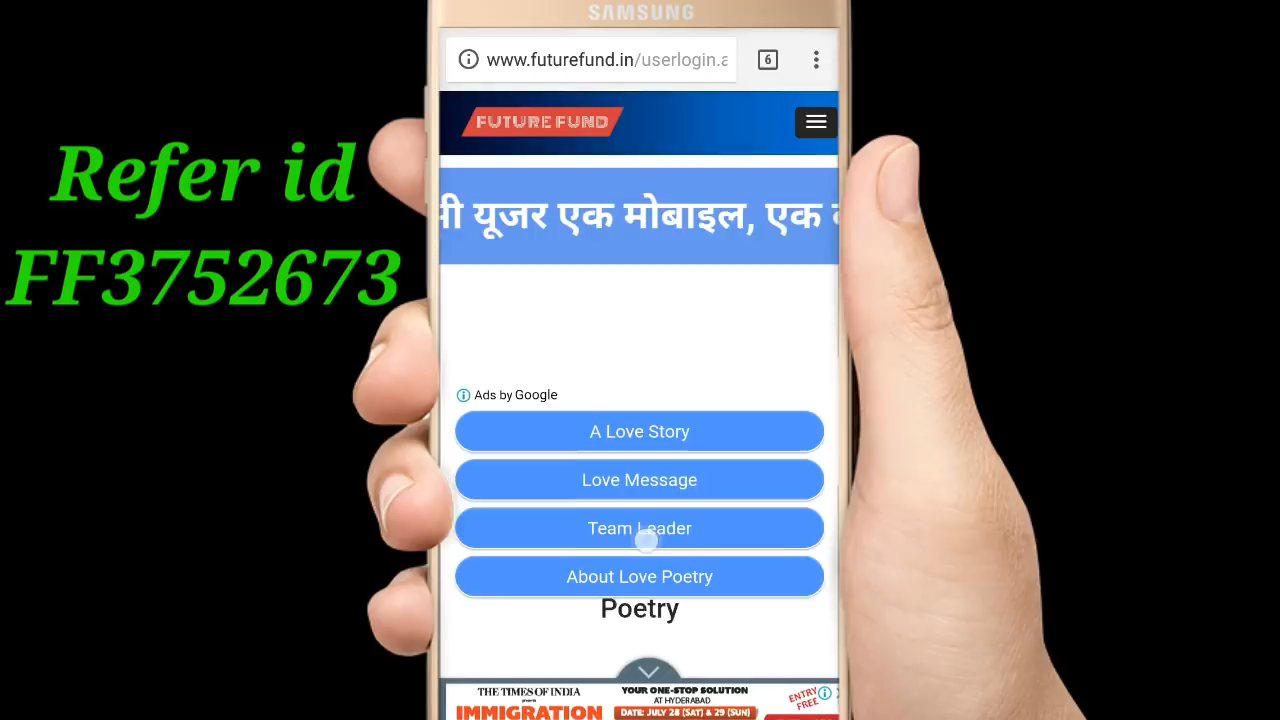 SAMSUNG
www.futurefund.in/userlogin.a
6
FUTURE FUND
Refer id
FF3752673
यूजर एक मोबाइल, एक
Ads by Google
A Love Story
Love Message
Team Leader
About Love Poetry
Poetry
THE TIMES OF INDIA
presents
IMMIGRATION
YOUR ONE-STOP SOLUTION
AT HYDERABAD
DATE: JULY 28 (SAT) & 29 (SUN)
ENTRY
FREE